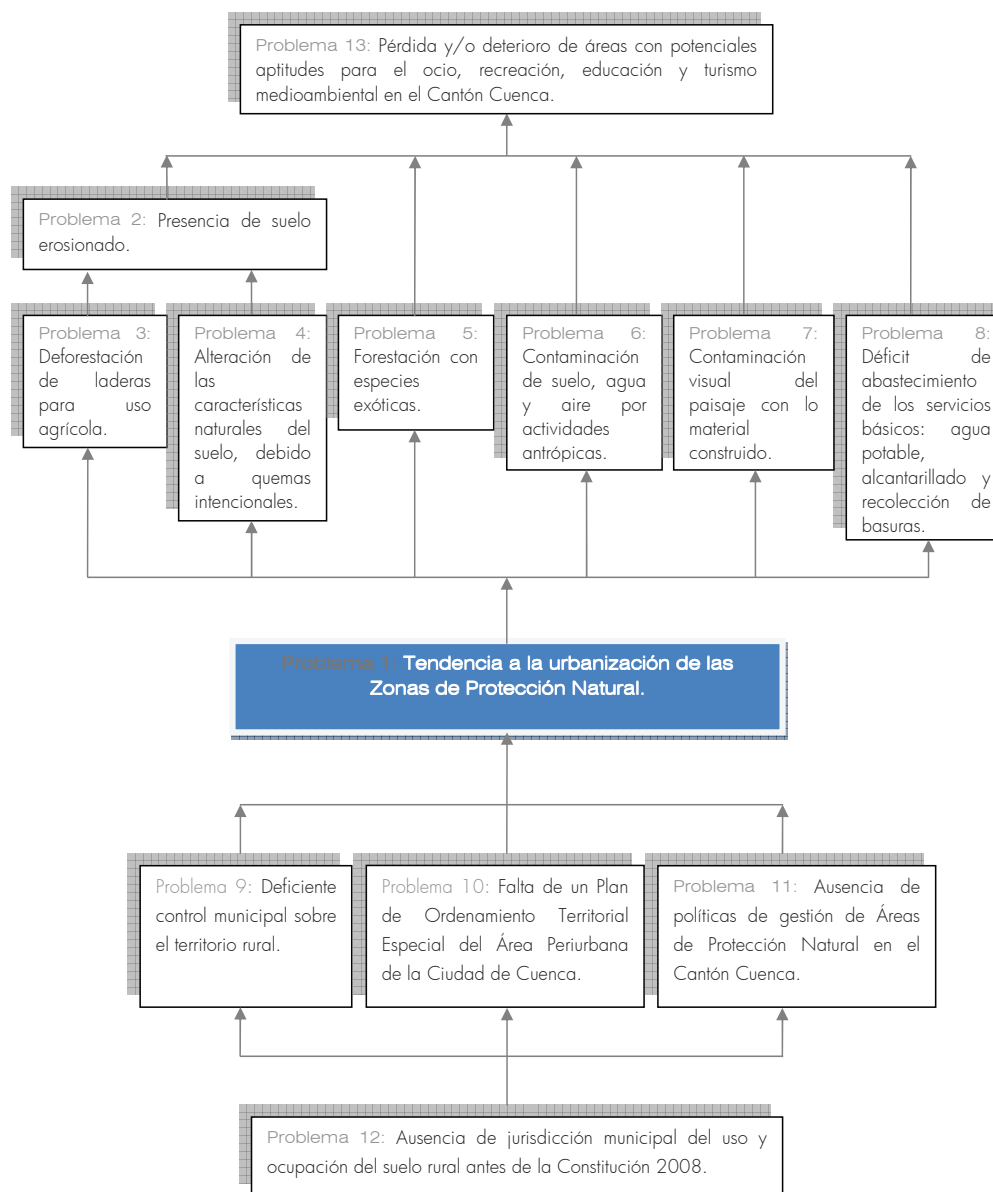 Problema 13: Pérdida y/o deterioro de áreas con potenciales
aptitudes para el ocio, recreación, educación y turismo
medioambiental en el Cantón Cuenca.
Problema 2: Presencia de suelo
erosionado.
Problema 3:
Deforestación
de laderas
para uso
agrícola.
Problema 4:
Alteración de
las
características
naturales del
suelo, debido
a quemas
intencionales.
Problema 5:
Forestación con
especies
exóticas.
Problema 6:
Contaminación
de suelo, agua
y aire por
actividades
antrópicas.
Problema 7:
Contaminación
visual del
paisaje con lo
material
construido.
Problema 8:
Déficit de
abastecimiento
de los servicios
básicos: agua
potable,
alcantarillado y
recolección de
basuras.
Problema 1: Tendencia a la urbanización de las
Zonas de Protección Natural.
Problema 9: Deficiente
control municipal sobre
el territorio rural.
Problema 10: Falta de un Plan
de Ordenamiento Territorial
Especial del Área Periurbana
de la Ciudad de Cuenca.
Problema 11: Ausencia de
políticas de gestión de Áreas
de Protección Natural en el
Cantón Cuenca.
Problema 12: Ausencia de jurisdicción municipal del uso y
ocupación del suelo rural antes de la Constitución 2008.